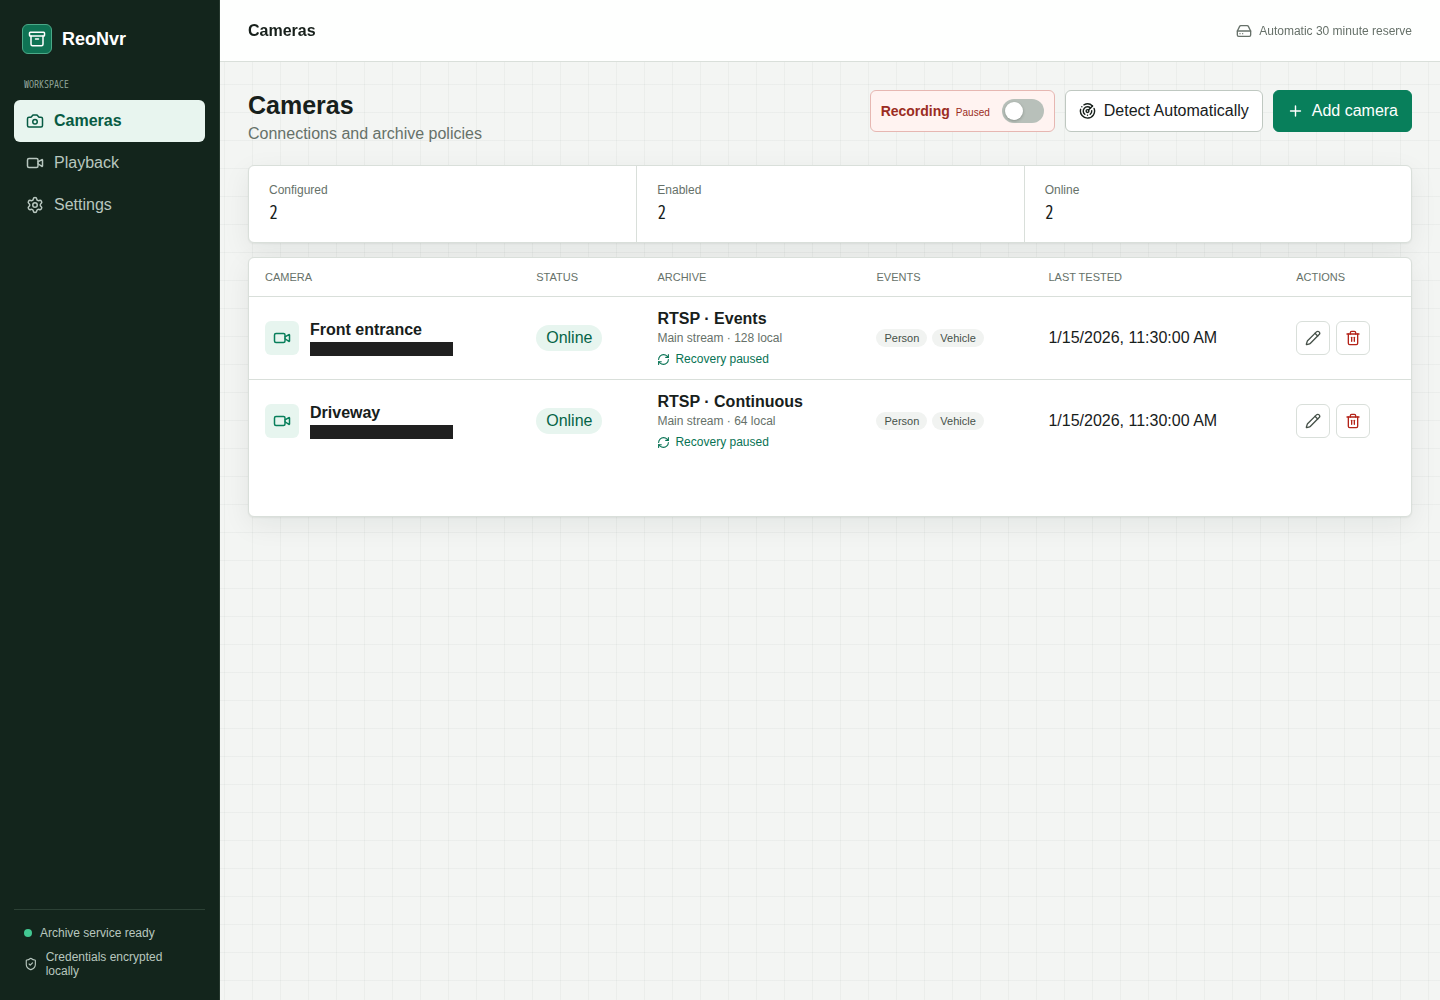 ReoNvr
WORKSPACE
Cameras
Playback
Settings
Archive service ready
Credentials encrypted
locally
Cameras
Automatic 30 minute reserve
Cameras
Connections and archive policies
Recording Paused
Detect Automatically
Add camera
Configured
2
Enabled
2
Online
2
CAMERA STATUS ARCHIVE EVENTS LAST TESTED ACTIONS
Front entrance
Online
RTSP · Events
Main stream · 128 local
Recovery paused
Person Vehicle
1/15/2026, 11:30:00 AM
Driveway
Online
RTSP · Continuous
Main stream · 64 local
Recovery paused
Person Vehicle
1/15/2026, 11:30:00 AM